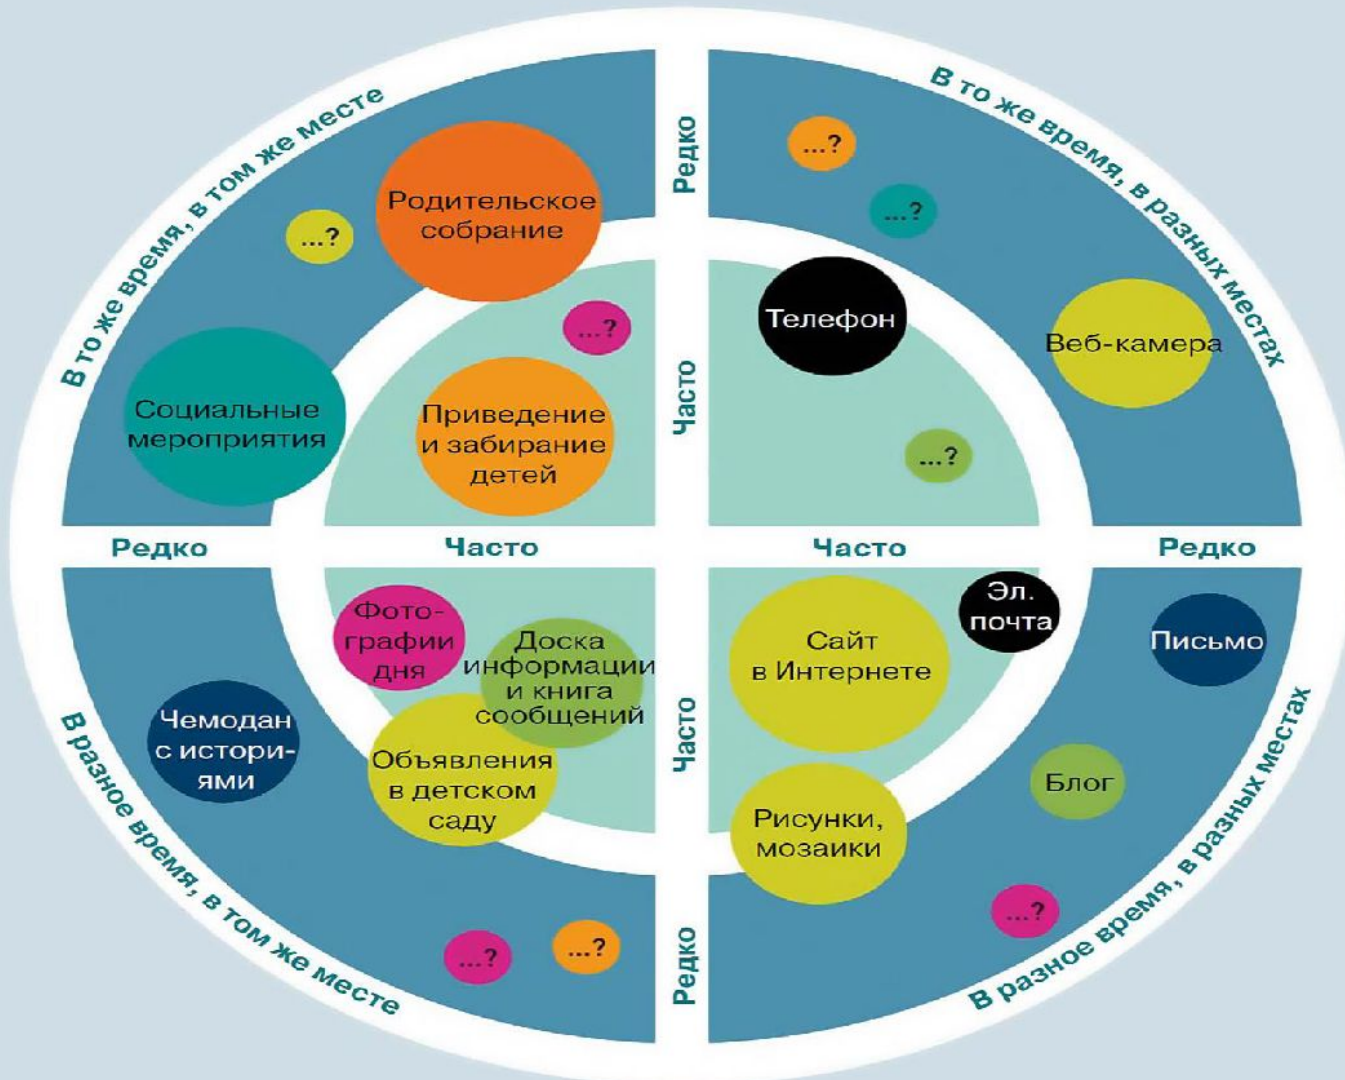 В то же время, в том же месте
Редко
В то же время, в разных местах
...?
...?
Родительское
собрание
...?
...?
Телефон
Веб-камера
Часто
Социальные
мероприятия
Приведение
и забирание
детей
...?
Редко
Часто
Часто
Редко
Фото-
графии
дня
Доска
информации
и книга
сообщений
Сайт
в Интернете
Эл.
почта
Письмо
Чемодан
с истори-
ями
Объявления
в детском
саду
Часто
Рисунки,
мозаики
Блог
В разное время, в том же месте
...?
...?
Редко
...?
В разное время, в разных местах